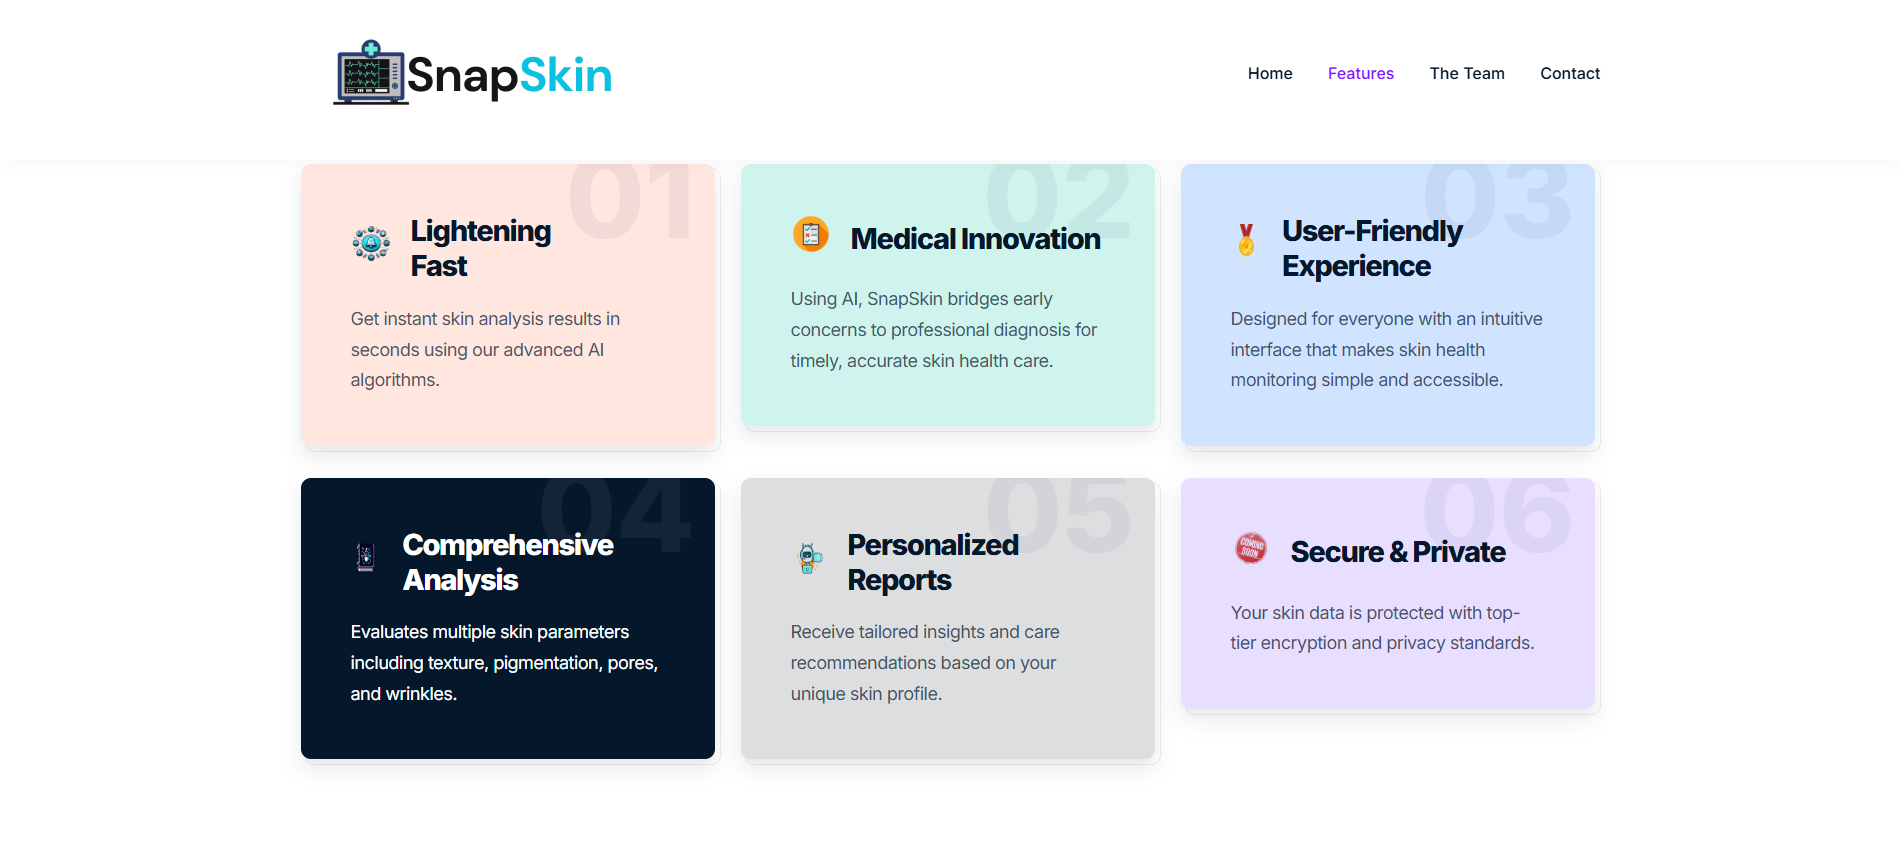 SnapSkin
Home
Features
The Team
Contact
01
Lightening
Fast
Get instant skin analysis results in
seconds using our advanced AI
algorithms.
02
Medical Innovation
Using AI, SnapSkin bridges early
concerns to professional diagnosis for
timely, accurate skin health care.
03
User-Friendly
Experience
Designed for everyone with an intuitive
interface that makes skin health
monitoring simple and accessible.
04
Comprehensive
Analysis
Evaluates multiple skin parameters
including texture, pigmentation, pores,
and wrinkles.
05
Personalized
Reports
Receive tailored insights and care
recommendations based on your
unique skin profile.
06
COMING
SOON
Secure & Private
Your skin data is protected with top-
tier encryption and privacy standards.